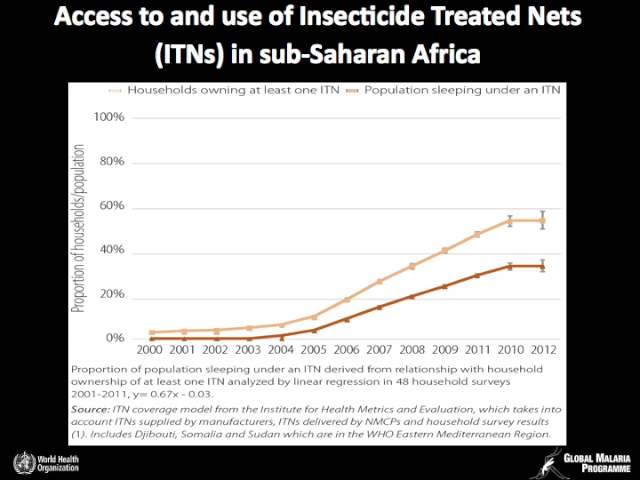 Access to and use of Insecticide Treated Nets
(ITNs) in sub-Saharan Africa
Households owning at least one ITN Population sleeping under an ITN
Proportion of households/population
100%
80%
60%
40%
20%
0%
2000 2001 2002 2003 2004 2005 2006 2007 2008 2009 2011 2010 2012
Proportion of population sleeping under an ITN derived from relationship with household
ownership of at least one ITN analyzed by linear regression in 48 household surveys
2001-2011, y= 0.67x - 0.03.
Source: ITN coverage model from the Institute for Health Metrics and Evaluation, which takes into
account ITNs supplied by manufacturers, ITNs delivered by NMCPs and household survey results
(1). Includes Djibouti, Somalia and Sudan which are in the WHO Eastern Mediterranean Region.
World Health
Organization
GLOBAL MALARIA
PROGRAMME